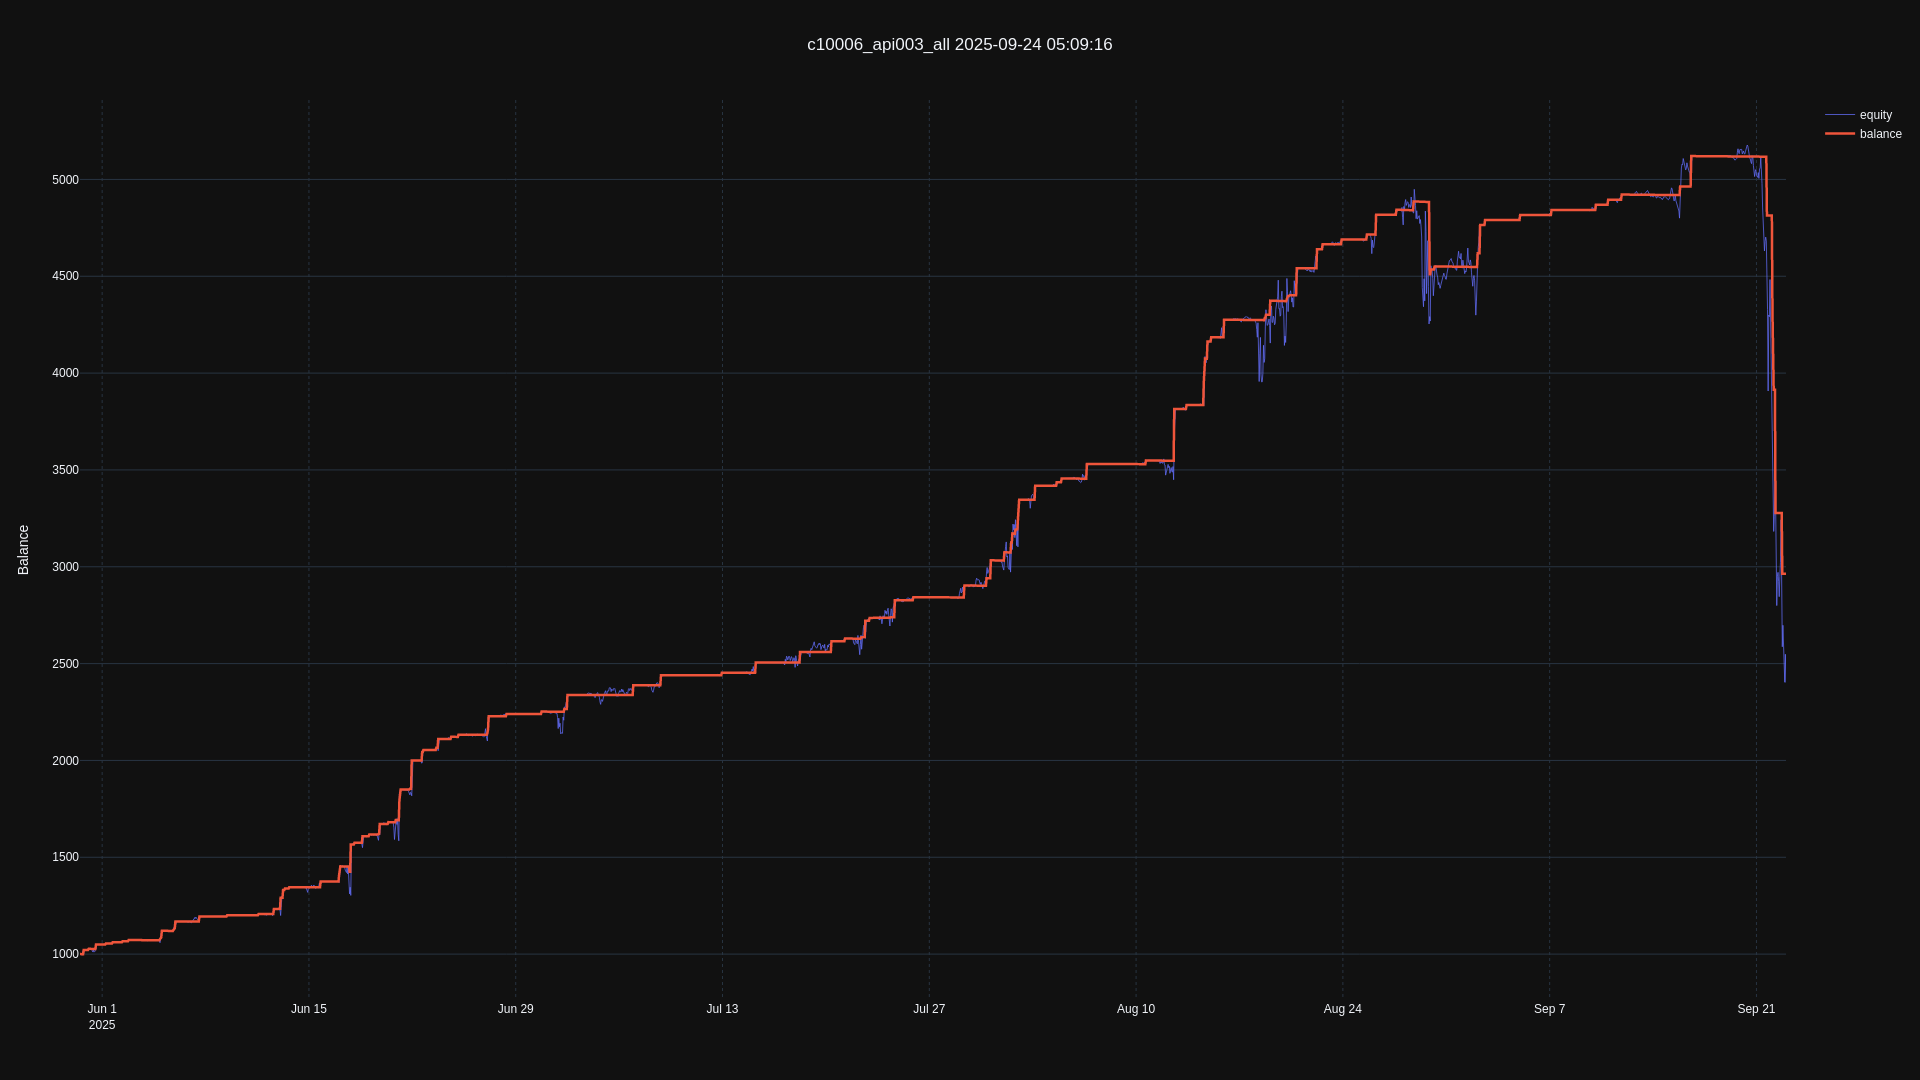 c10006_api003_all 2025-09-24 05:09:16
equity
balance
Balance
5000
4500
4000
3500
3000
2500
2000
1500
1000
Jun 1
2025
Jun 15
Jun 29
Jul 13
Jul 27
Aug 10
Aug 24
Sep 7
Sep 21